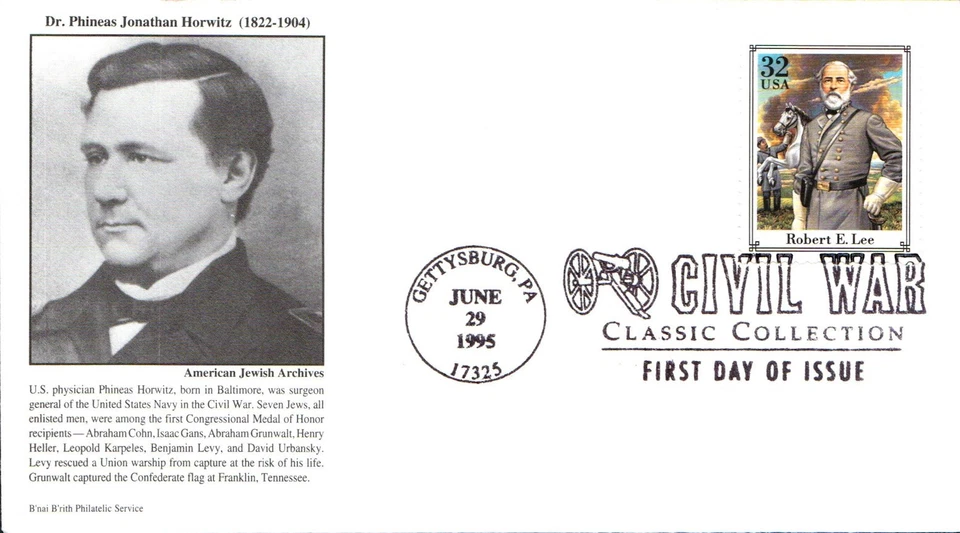 Dr. Phineas Jonathan Horwitz (1822-1904)
American Jewish Archives
U.S. physician Phineas Horwitz, born in Baltimore, was surgeon
general of the United States Navy in the Civil War. Seven Jews, all
enlisted men, were among the first Congressional Medal of Honor
recipients—Abraham Cohn, Isaac Gans, Abraham Grunwalt, Henry
Heller, Leopold Karpeles, Benjamin Levy, and David Urbansky.
Levy rescued a Union warship from capture at the risk of his life.
Grunwalt captured the Confederate flag at Franklin, Tennessee.
B'nai B'rith Philatelic Service
32
USA
Robert E. Lee
GETTYSBURG, PA
JUNE
29
1995
17325
CIVIL WAR
CLASSIC COLLECTION
FIRST DAY OF ISSUE